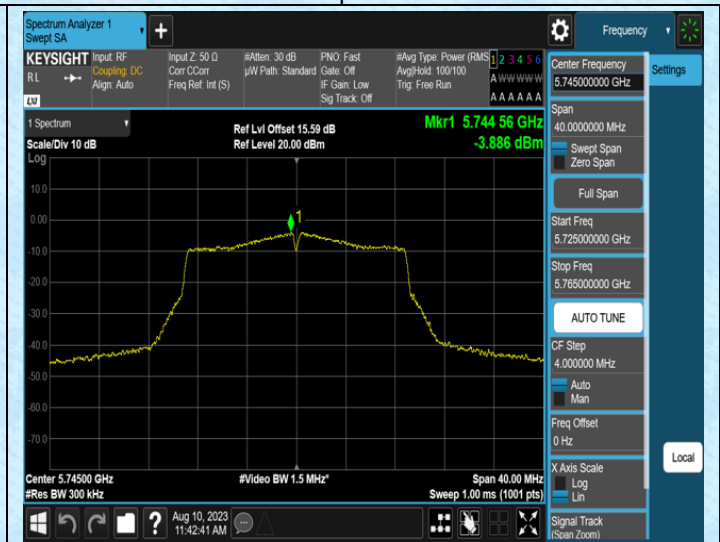 Spectrum Analyzer 1
Swept SA
+
Frequency
KEYSIGHT
RL
LXI
Input: RF
Coupling: DC
Align: Auto
Input Z: 50 Ω
Corr CCorr
Freq Ref: Int (S)
#Atten: 30 dB
µW Path: Standard
PNO: Fast
Gate: Off
IF Gain: Low
Sig Track: Off
#Avg Type: Power (RMS
Avg|Hold: 100/100
Trig: Free Run
1 2 3 4 5 6
A W W W W W
A A A A A A
1 Spectrum
Scale/Div 10 dB
Log
Ref Lvl Offset 15.59 dB
Ref Level 20.00 dBm
Mkr1 5.744 56 GHz
-3.886 dBm
10.0
0.00
-10.0
-20.0
-30.0
-40.0
-50.0
-60.0
-70.0
1
Center 5.74500 GHz
#Res BW 300 kHz
#Video BW 1.5 MHz*
Span 40.00 MHz
Sweep 1.00 ms (1001 pts)
Center Frequency
5.745000000 GHz
Span
40.0000000 MHz
Swept Span
Zero Span
Full Span
Start Freq
5.725000000 GHz
Stop Freq
5.765000000 GHz
AUTO TUNE
CF Step
4.000000 MHz
Auto
Man
Freq Offset
0 Hz
X Axis Scale
Log
Lin
Signal Track
(Span Zoom)
Settings
Local
?
Aug 10, 2023
11:42:41 AM